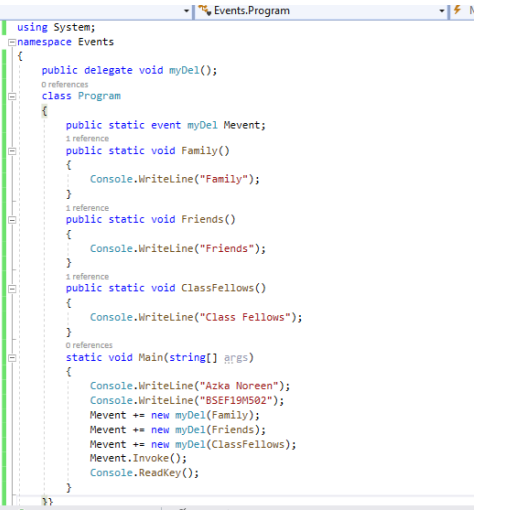 Events.Program
using System;
namespace Events
{
public delegate void myDel();
0 references
class Program
{
public static event myDel Mevent;
1 reference
public static void Family()
{
Console.WriteLine("Family");
}
1 reference
public static void Friends()
{
Console.WriteLine("Friends");
}
1 reference
public static void ClassFellows()
{
Console.WriteLine("Class Fellows");
}
0 references
static void Main(string[] args)
{
Console.WriteLine("Azka Noreen");
Console.WriteLine("BSEF19M502");
Mevent += new myDel(Family);
Mevent += new myDel(Friends);
Mevent += new myDel(ClassFellows);
Mevent.Invoke();
Console.ReadKey();
}
}}